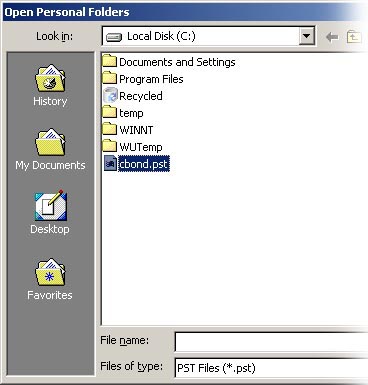 Open Personal Folders
Look in:
Local Disk (C:)
History
My Documents
Desktop
Favorites
Documents and Settings
Program Files
Recycled
temp
WINNT
WUTemp
cbond.pst
File name:
Files of type:
PST Files (*.pst)